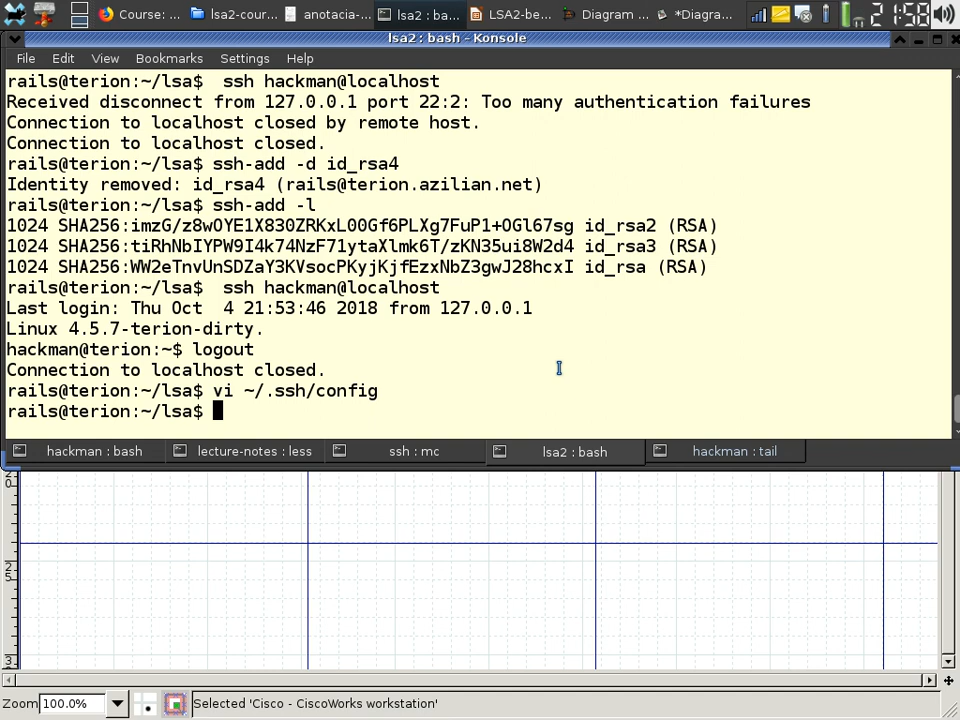 Course: ...
lsa2-cour...
anotacia-...
lsa2 : ba...
LSA2-be...
Diagram ...
*Diagra...
2
1:58
lsa2 : bash - Konsole
File Edit View Bookmarks Settings Help
rails@terion:~/lsa$  ssh hackman@localhost
Received disconnect from 127.0.0.1 port 22:2: Too many authentication failures
Connection to localhost closed by remote host.
Connection to localhost closed.
rails@terion:~/lsa$ ssh-add -d id_rsa4
Identity removed: id_rsa4 (rails@terion.azilian.net)
rails@terion:~/lsa$ ssh-add -l
1024 SHA256:imzG/z8wOYE1X830ZRKxL00Gf6PLXg7FuP1+OGl67sg id_rsa2 (RSA)
1024 SHA256:tiRhNbIYPW9I4k74NzF71ytaXlmk6T/zKN35ui8W2d4 id_rsa3 (RSA)
1024 SHA256:WW2eTnvUnSDZaY3KVsocPKyjKjfEzxNbZ3gwJ28hcxI id_rsa (RSA)
rails@terion:~/lsa$  ssh hackman@localhost
Last login: Thu Oct  4 21:53:46 2018 from 127.0.0.1
Linux 4.5.7-terion-dirty.
hackman@terion:~$ logout
Connection to localhost closed.
rails@terion:~/lsa$ vi ~/.ssh/config
rails@terion:~/lsa$
hackman : bash
lecture-notes : less
ssh : mc
lsa2 : bash
hackman : tail
Zoom 100.0%
Selected 'Cisco - CiscoWorks workstation'